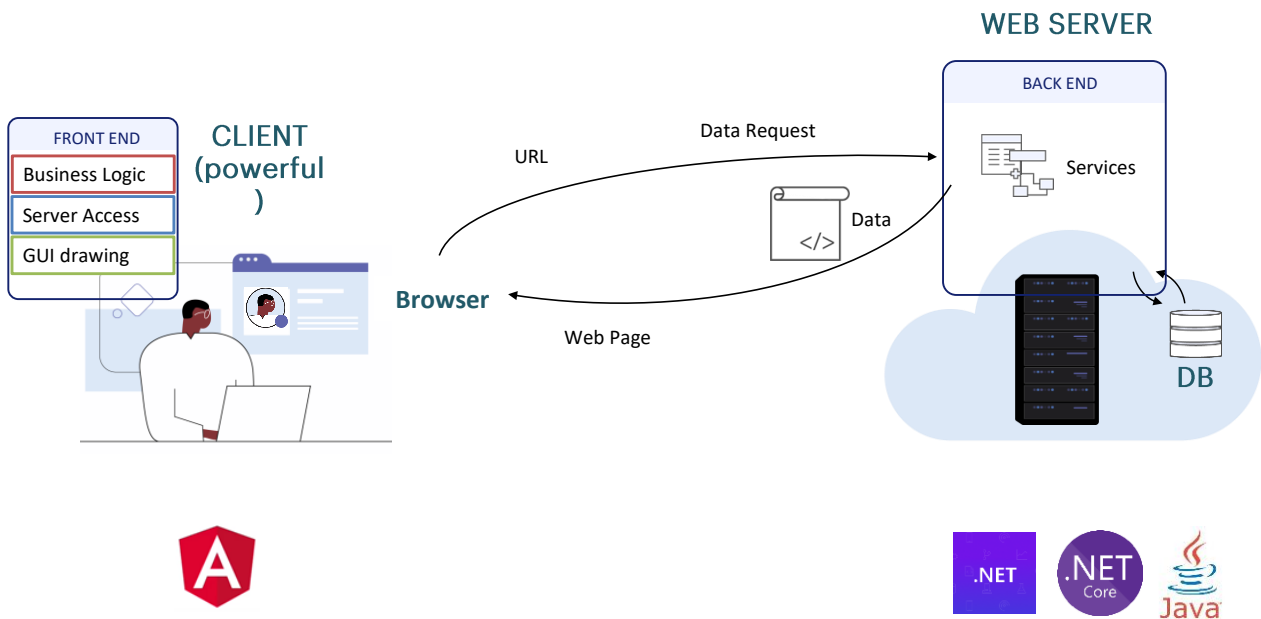 WEB SERVER
BACK END
Services
DB
FRONT END
Business Logic
Server Access
GUI drawing
CLIENT
(powerful
)
URL
Data Request
</>
Data
Browser
Web Page
A
.NET
.NET
Core
Java